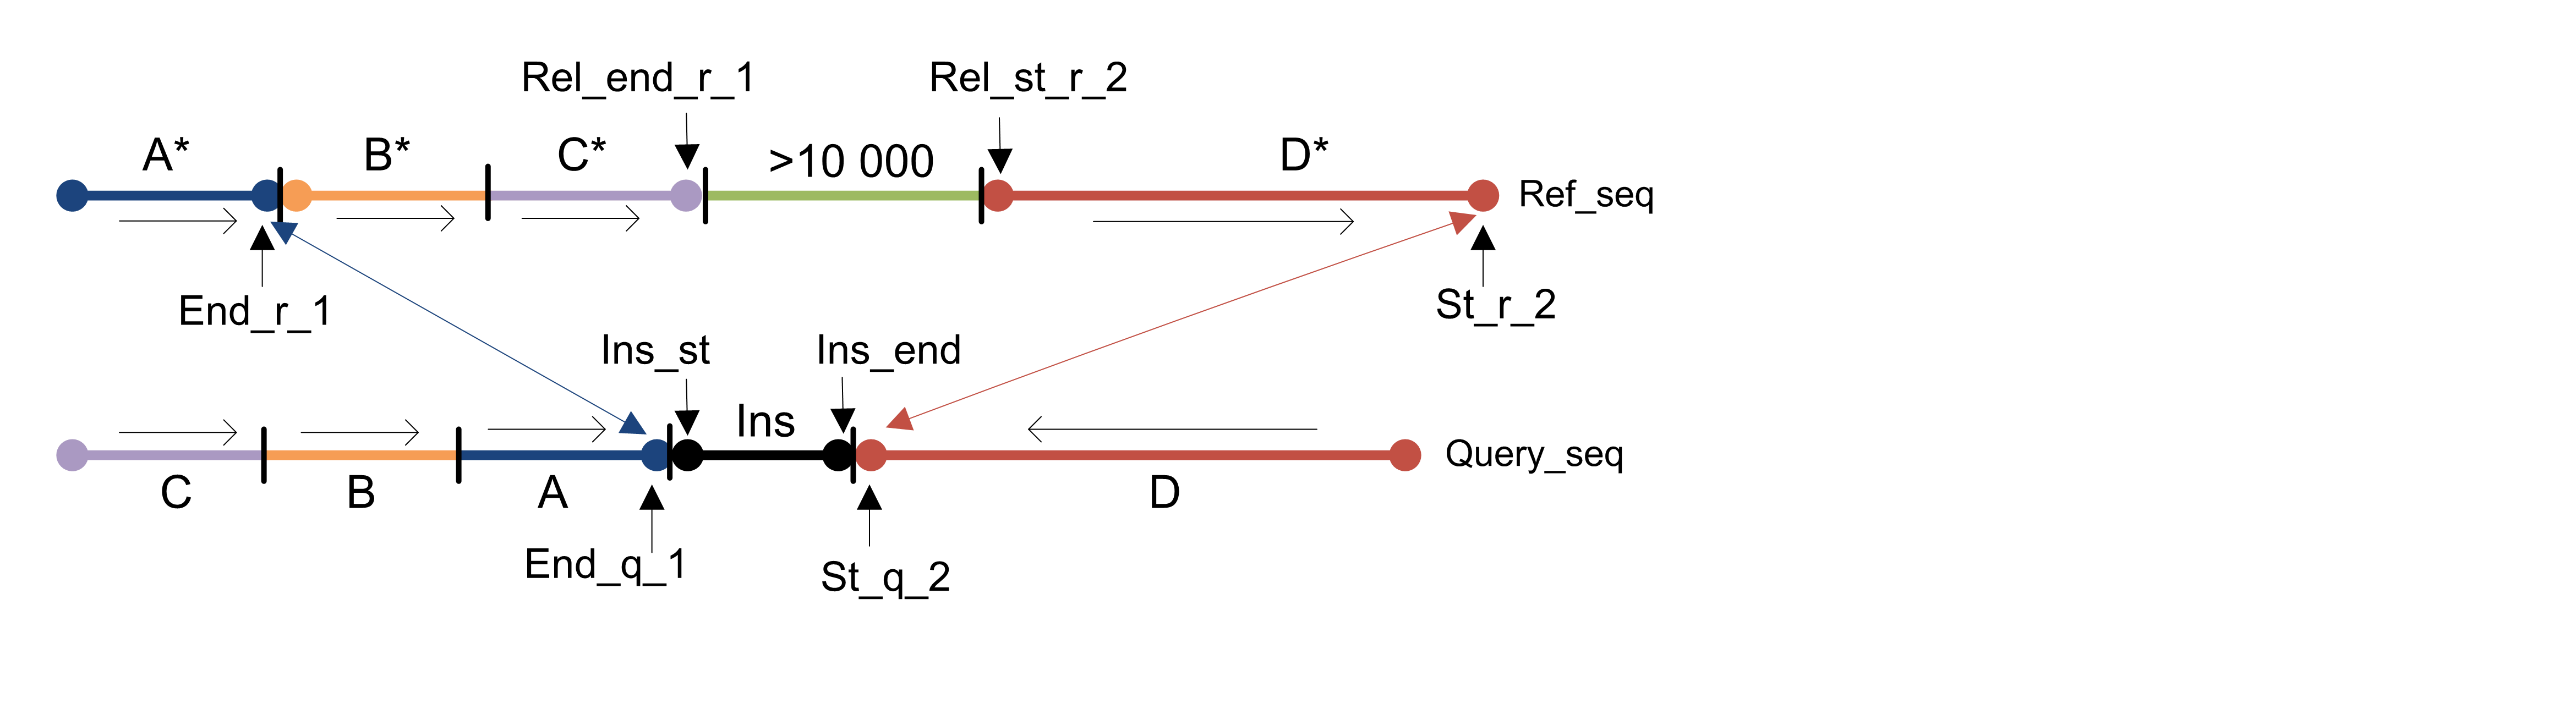 Rel_end_r_1
Rel_st_r_2
A*
B*
C*
>10 000
D*
Ref_seq
End_r_1
St_r_2
Ins_st
Ins_end
Ins
Query_seq
C
B
A
D
End_q_1
St_q_2